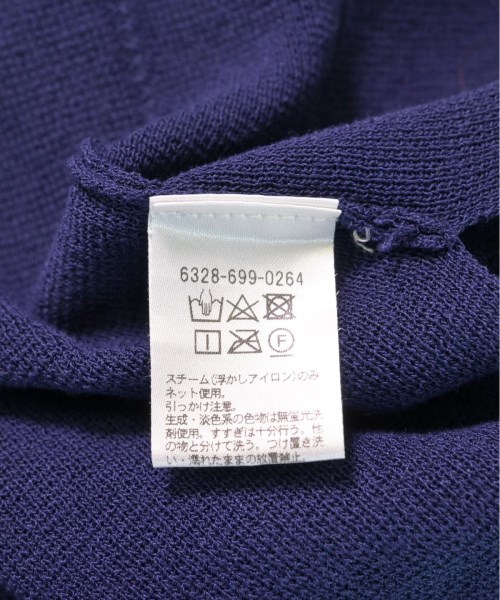 6328-699-0264
F
スチーム(浮かしアイロン)のみ
ネット使用。
引っかけ注意。
生成・淡色系の色物は無蛍光洗
剤使用。すすぎは十分行う。他
の物と分けて洗う。つけ置き洗
い・濡れたままの放置禁止。